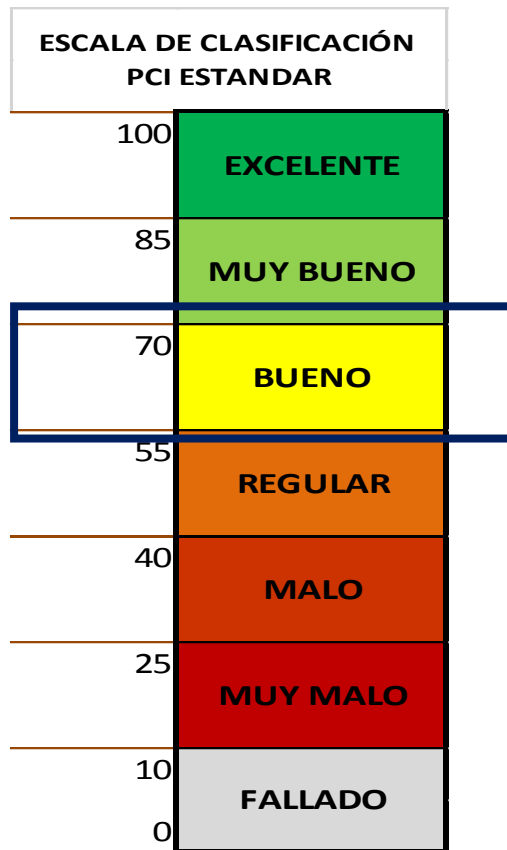 ESCALA DE CLASIFICACIÓN
PCI ESTANDAR
100
EXCELENTE
85
MUY BUENO
70
BUENO
55
REGULAR
40
MALO
25
MUY MALO
10
FALLADO
0